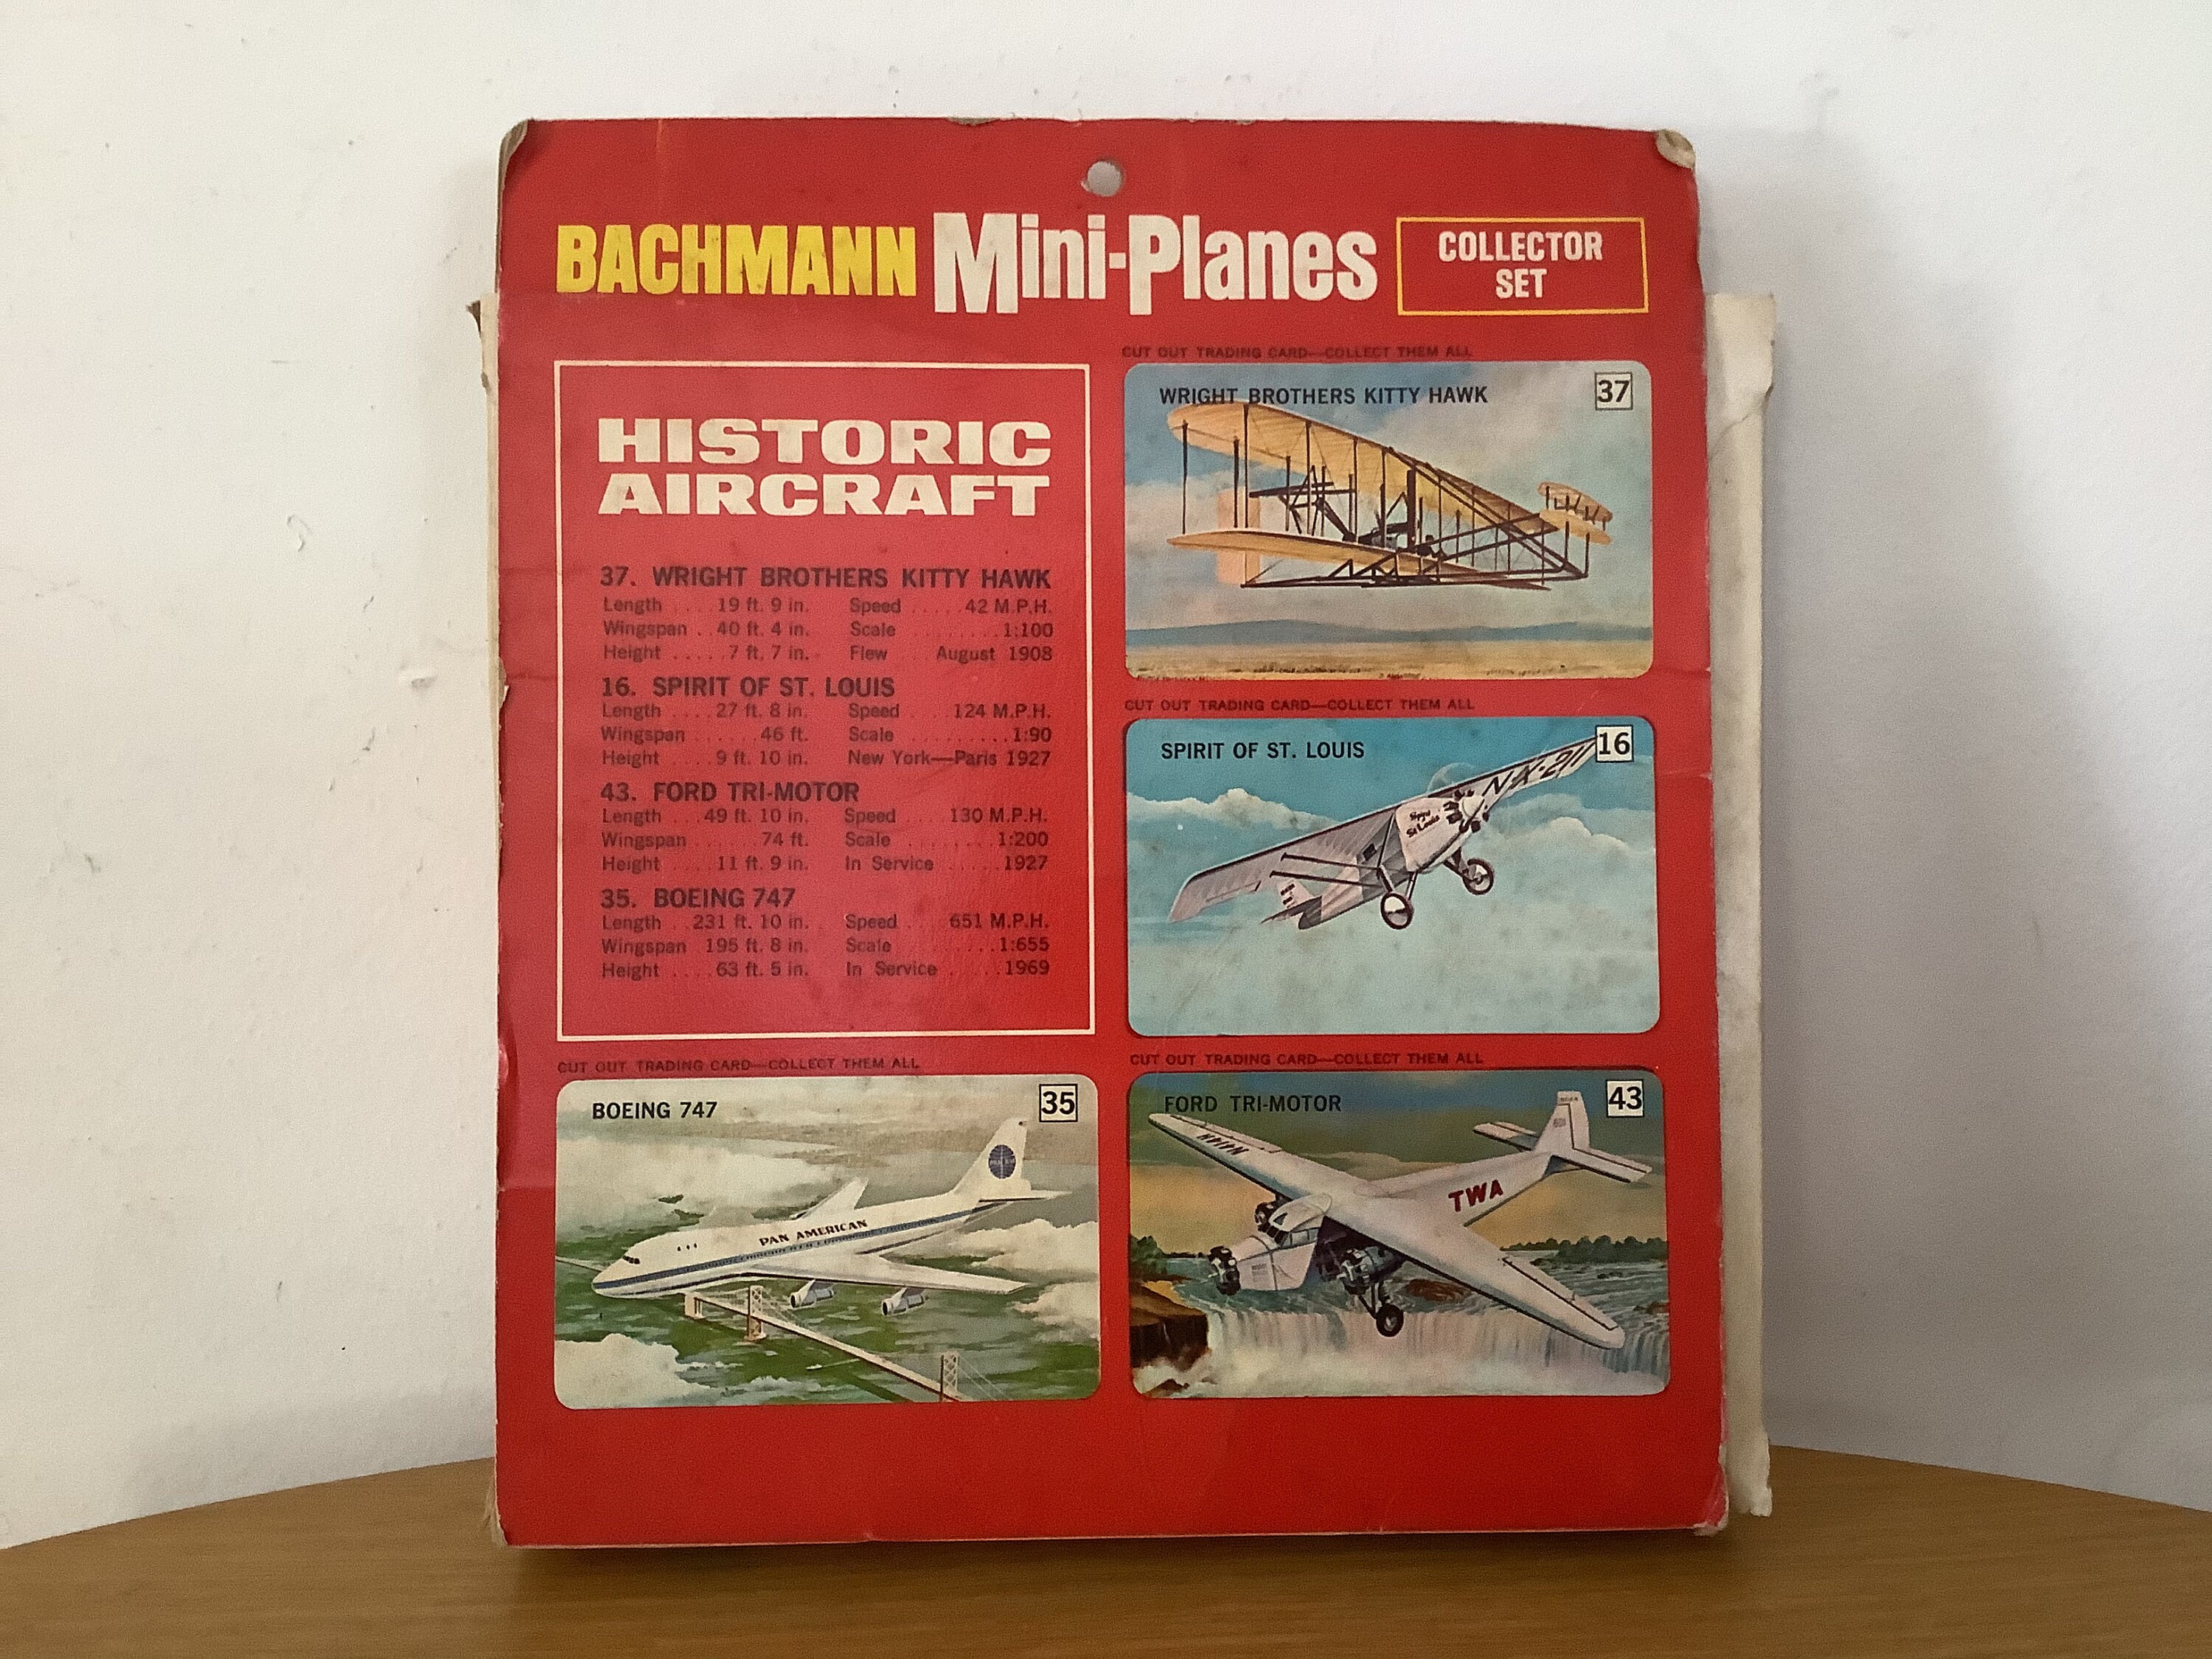 BACHMANN Mini-Planes
COLLECTOR
SET
HISTORIC
AIRCRAFT
37. WRIGHT BROTHERS KITTY HAWK
Length .... 19 ft. 9 in. Speed ..... 42 M.P.H.
Wingspan .. 40 ft. 4 in. Scale ........ 1:100
Height ..... 7 ft. 7 in. Flew ... August 1908
16. SPIRIT OF ST. LOUIS
Length .... 27 ft. 8 in. Speed .... 124 M.P.H.
Wingspan ...... 46 ft. Scale ......... 1:90
Height .... 9 ft. 10 in. New York—Paris 1927
43. FORD TRI-MOTOR
Length ... 49 ft. 10 in. Speed .... 130 M.P.H.
Wingspan ...... 74 ft. Scale ........ 1:200
Height .... 11 ft. 9 in. In Service ..... 1927
35. BOEING 747
Length .. 231 ft. 10 in. Speed .... 651 M.P.H.
Wingspan 195 ft. 8 in. Scale ........ 1:655
Height .... 63 ft. 5 in. In Service ..... 1969
CUT OUT TRADING CARD—COLLECT THEM ALL
WRIGHT BROTHERS KITTY HAWK
37
CUT OUT TRADING CARD—COLLECT THEM ALL
SPIRIT OF ST. LOUIS
16
N-X-211
Spirit
of
St. Louis
CUT OUT TRADING CARD—COLLECT THEM ALL
BOEING 747
35
PAN AMERICAN
CUT OUT TRADING CARD—COLLECT THEM ALL
FORD TRI-MOTOR
43
TWA